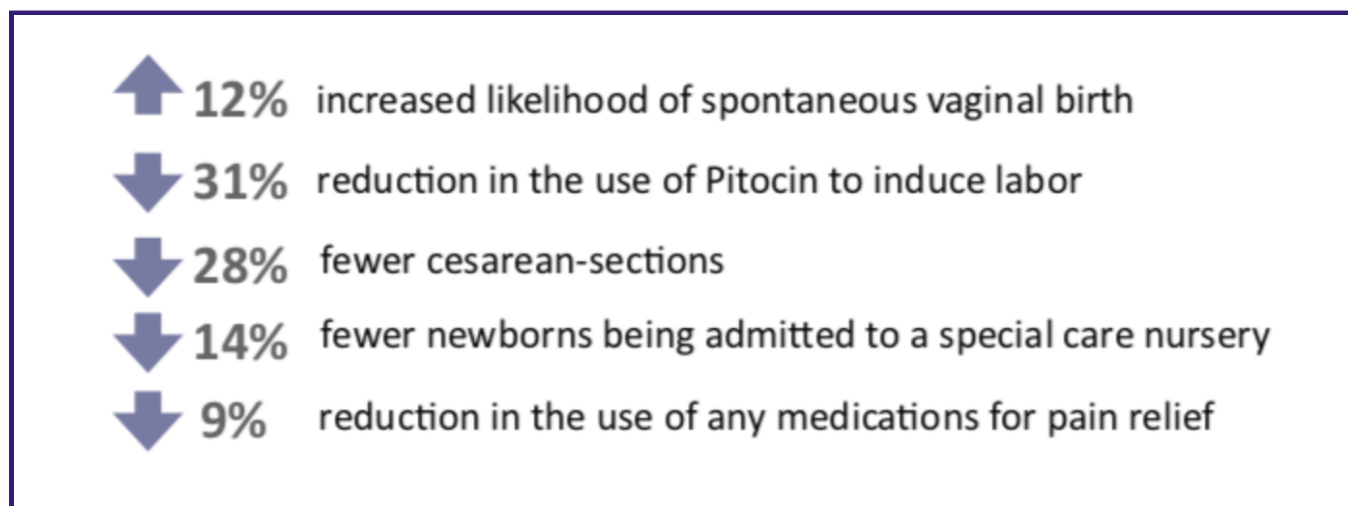 12% increased likelihood of spontaneous vaginal birth
31% reduction in the use of Pitocin to induce labor
28% fewer cesarean-sections
14% fewer newborns being admitted to a special care nursery
9% reduction in the use of any medications for pain relief